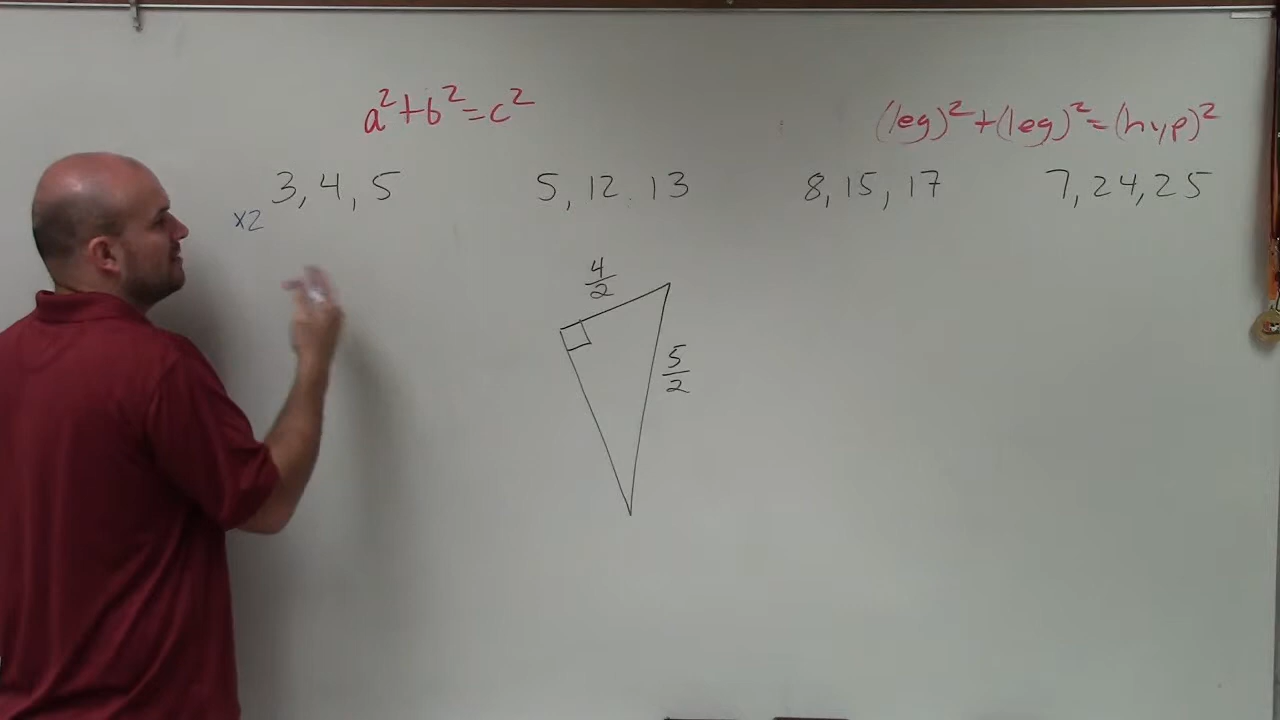 a²+b²=c²
(leg)²+(leg)²=(hyp)²
3, 4, 5
5, 12. 13
8, 15, 17
7, 24, 25
x2
4/2
5/2